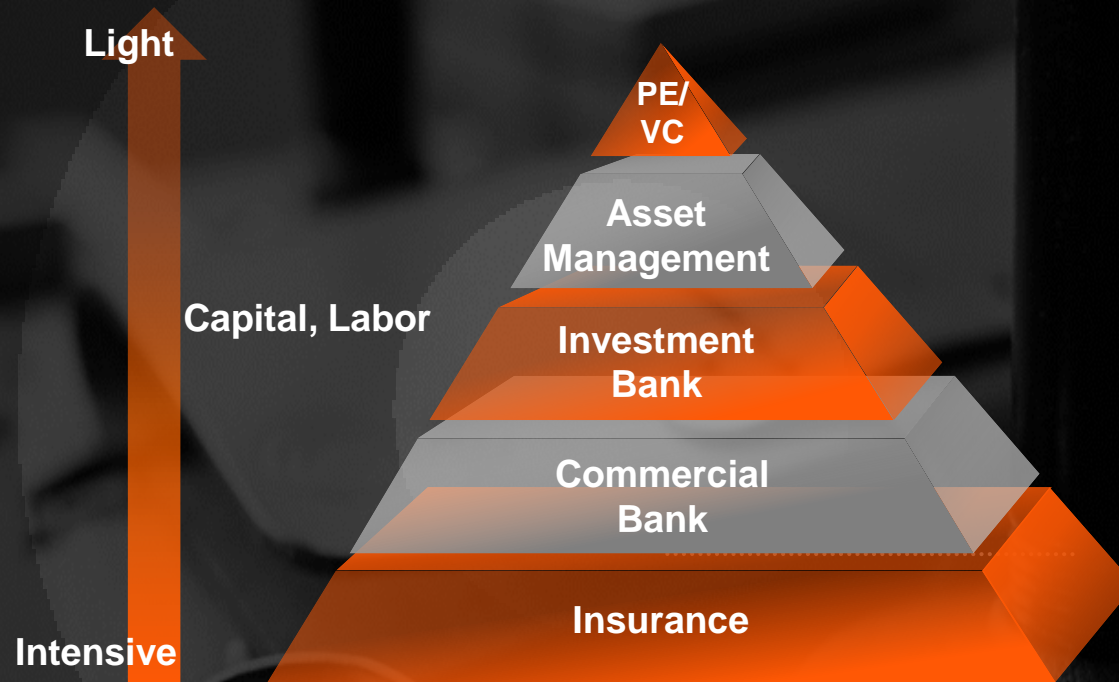 Light
PE/
VC
Asset
Management
Capital, Labor
Investment
Bank
Commercial
Bank
Insurance
Intensive